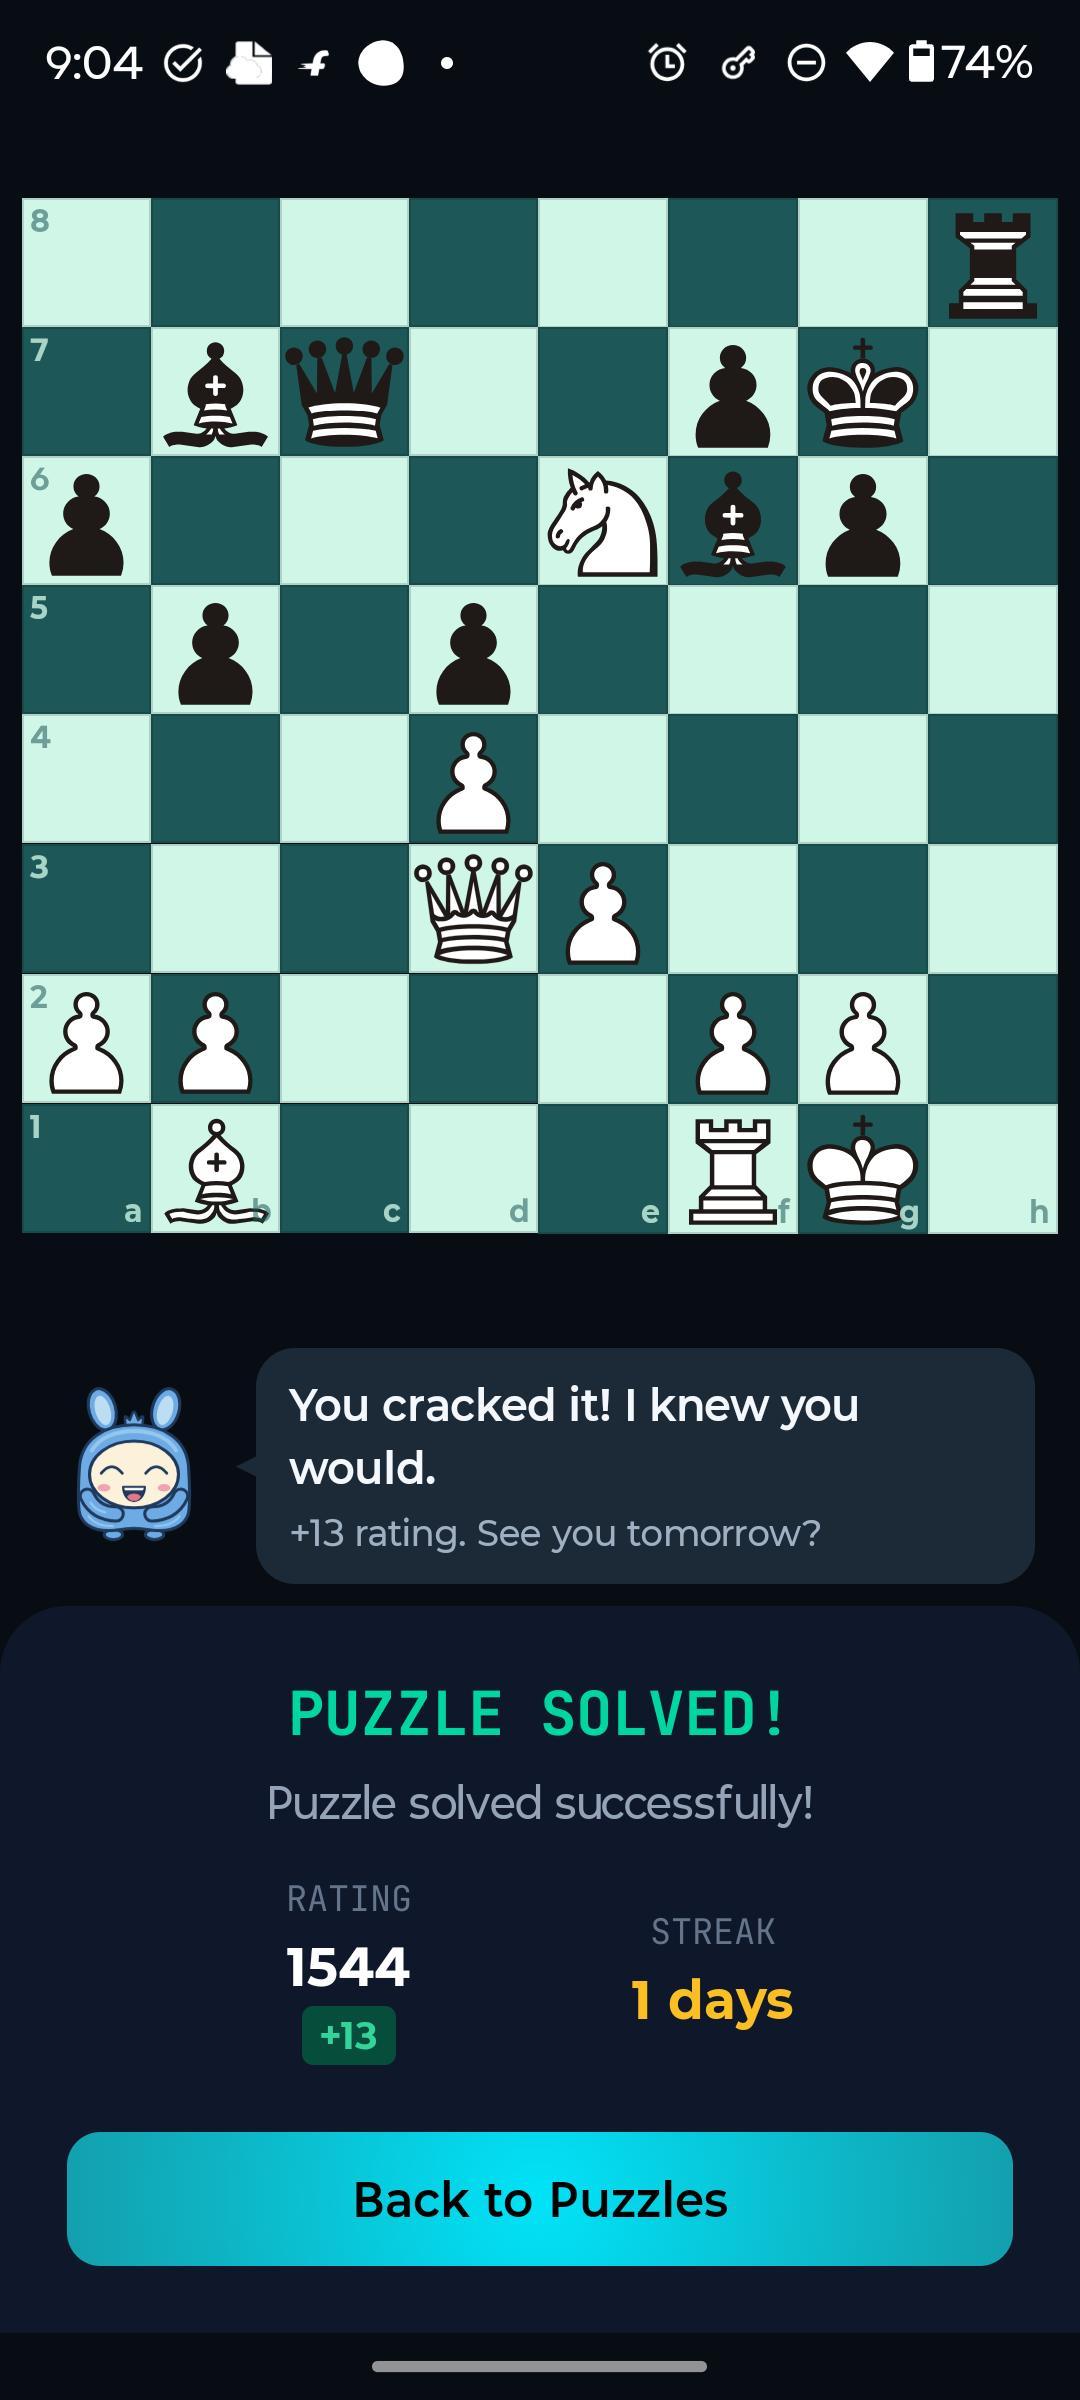 9:04
74%
8
7
6
5
4
3
2
1
a b c d e f g h
You cracked it! I knew you
would.
+13 rating. See you tomorrow?
PUZZLE SOLVED!
Puzzle solved successfully!
RATING
1544
+13
STREAK
1 days
Back to Puzzles